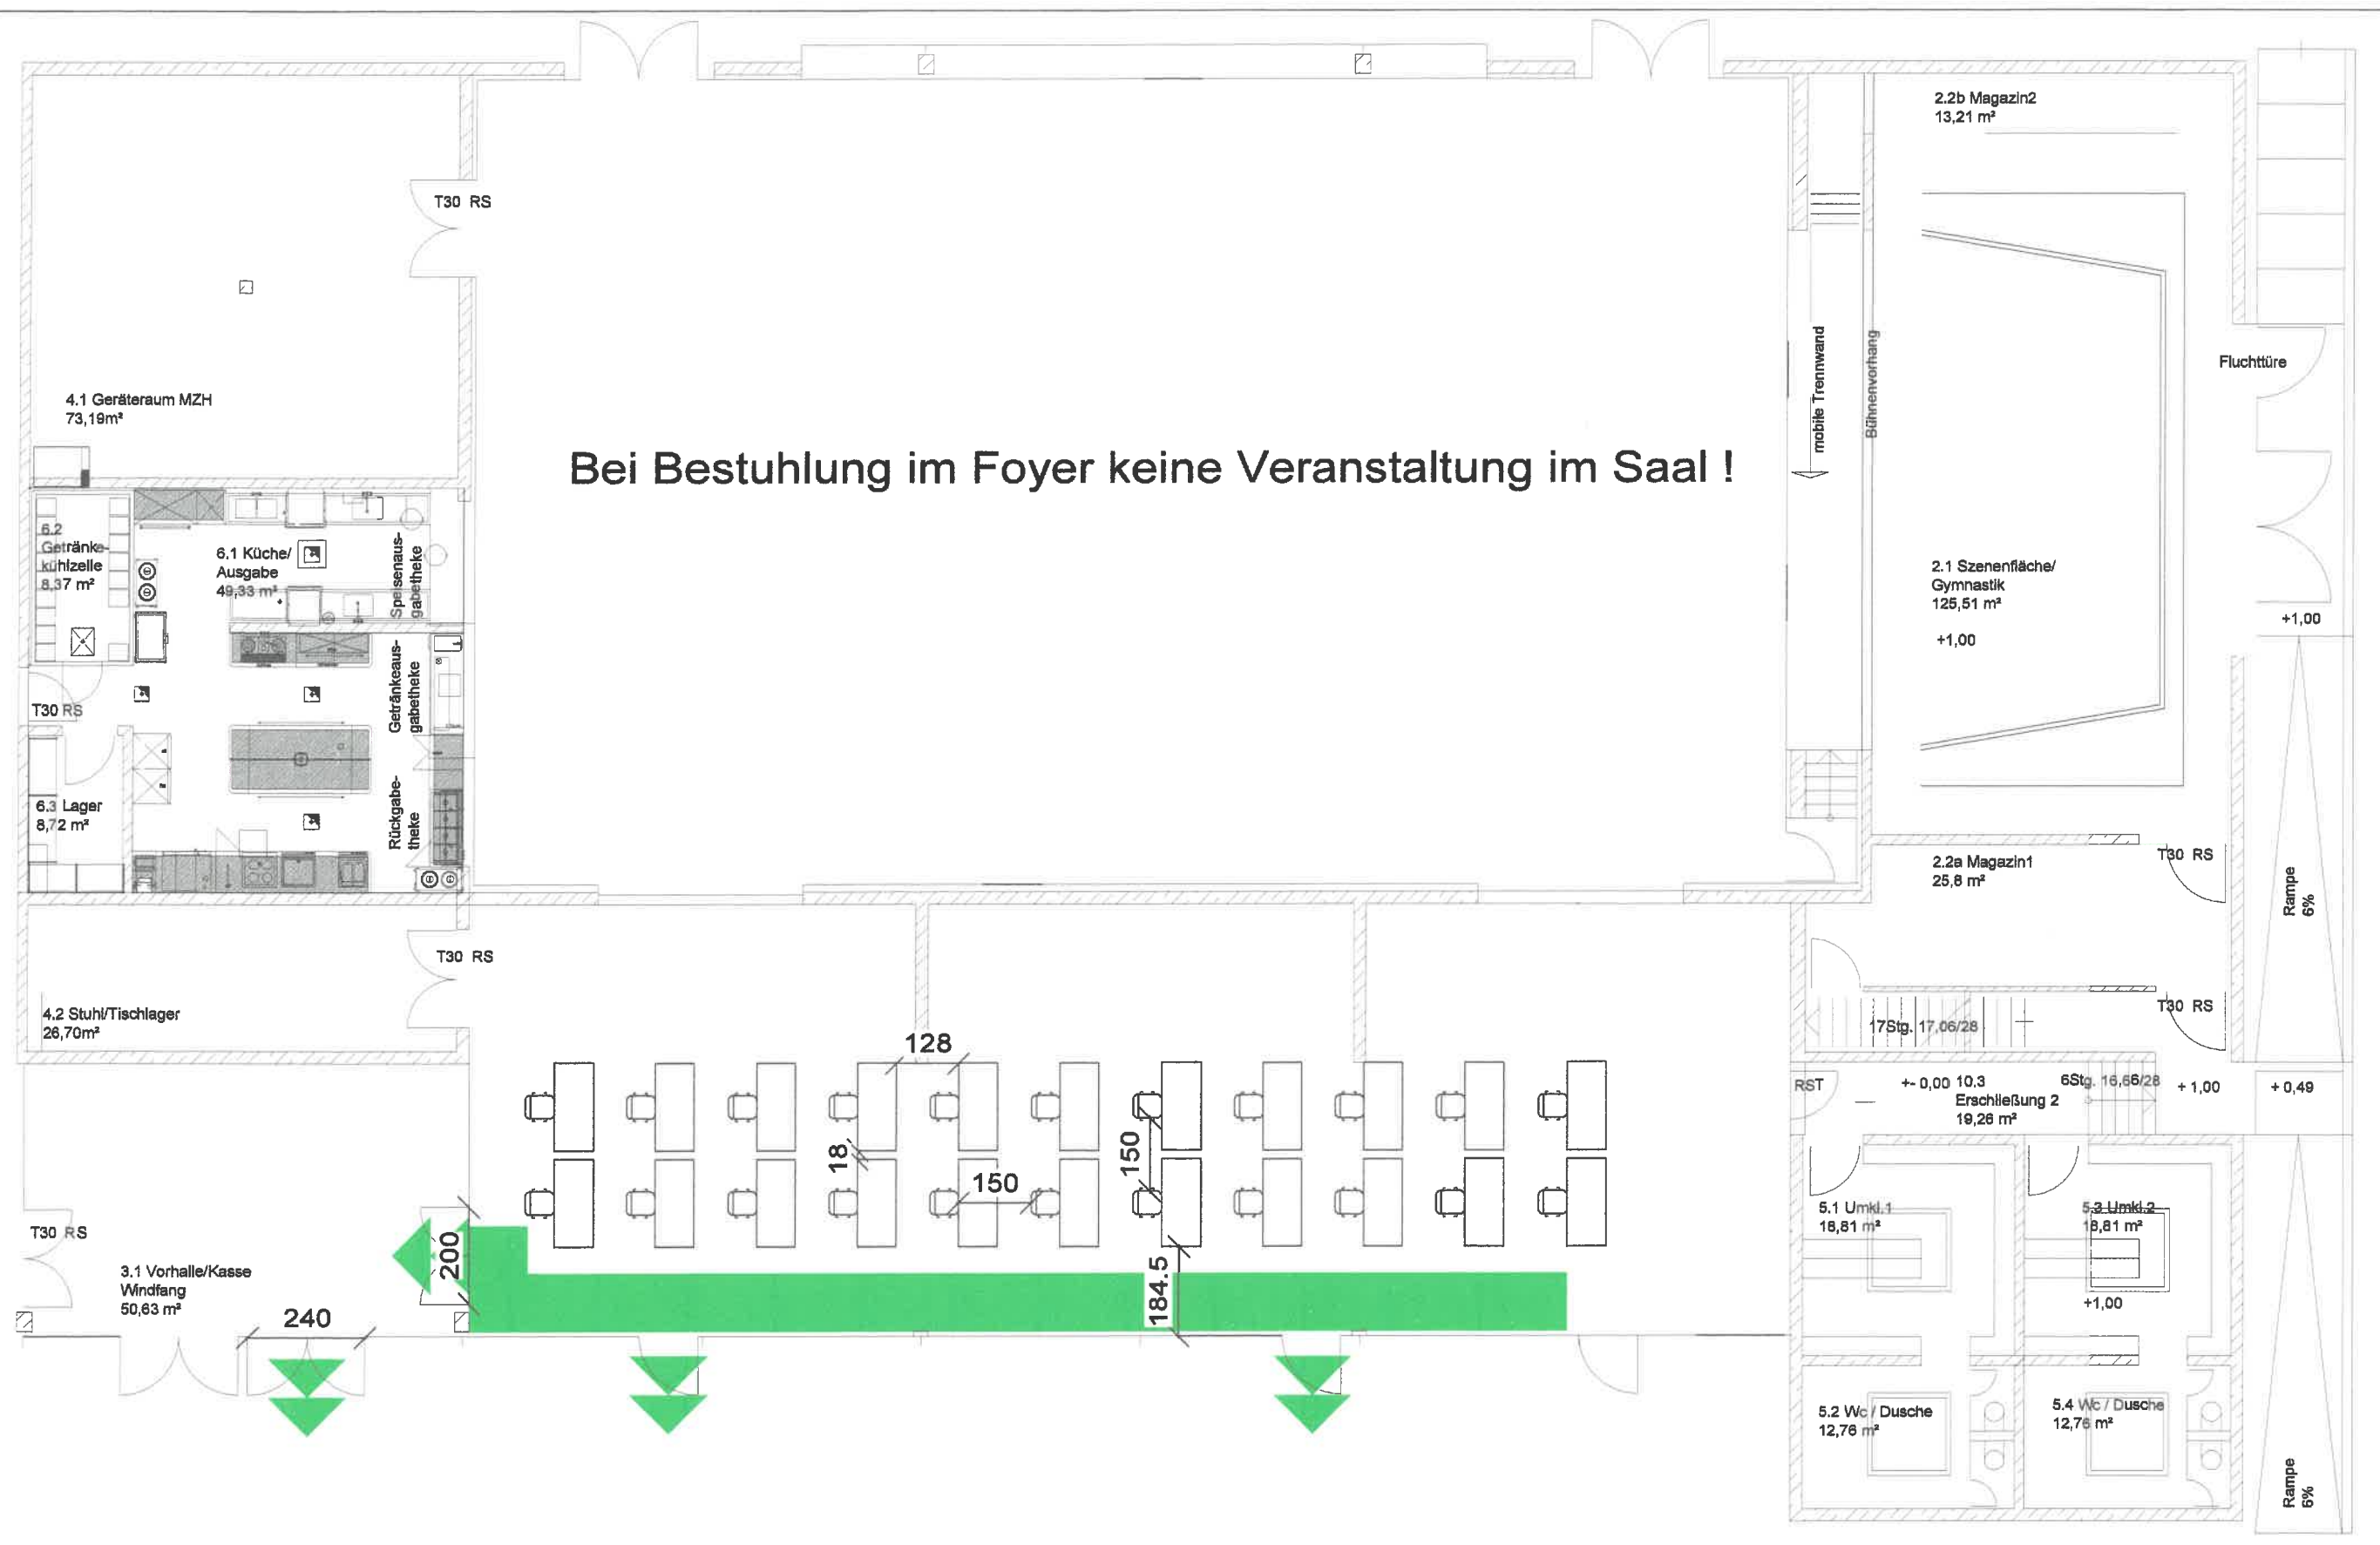 2.2b Magazin2
13,21 m²
T30 RS
4.1 Geräteraum MZH
73,19m²
Bei Bestuhlung im Foyer keine Veranstaltung im Saal !
mobile Trennwand
Bühnenvorhang
Fluchttüre
2.1 Szenenfläche/
Gymnastik
125,51 m²
+1,00
+1,00
6.2
Getränke-
kühlzelle
8,37 m²
6.1 Küche/
Ausgabe
49,33 m²
Speisenaus-
gabetheke
Getränkeaus-
gabetheke
Rückgabe-
theke
T30 RS
6.3 Lager
8,72 m²
2.2a Magazin1
25,8 m²
T30 RS
Rampe
6%
T30 RS
4.2 Stuhl/Tischlager
26,70m²
T30 RS
17Stg. 17,06/28
128
18
150
150
184.5
200
240
RST
+- 0,00
10.3
Erschließung 2
19,26 m²
6Stg. 16,66/28
+ 1,00
+ 0,49
T30 RS
3.1 Vorhalle/Kasse
Windfang
50,63 m²
5.1 Umkl.1
18,81 m²
5.3 Umkl.2
18,81 m²
+1,00
5.2 Wc / Dusche
12,76 m²
5.4 Wc / Dusche
12,76 m²
Rampe
6%